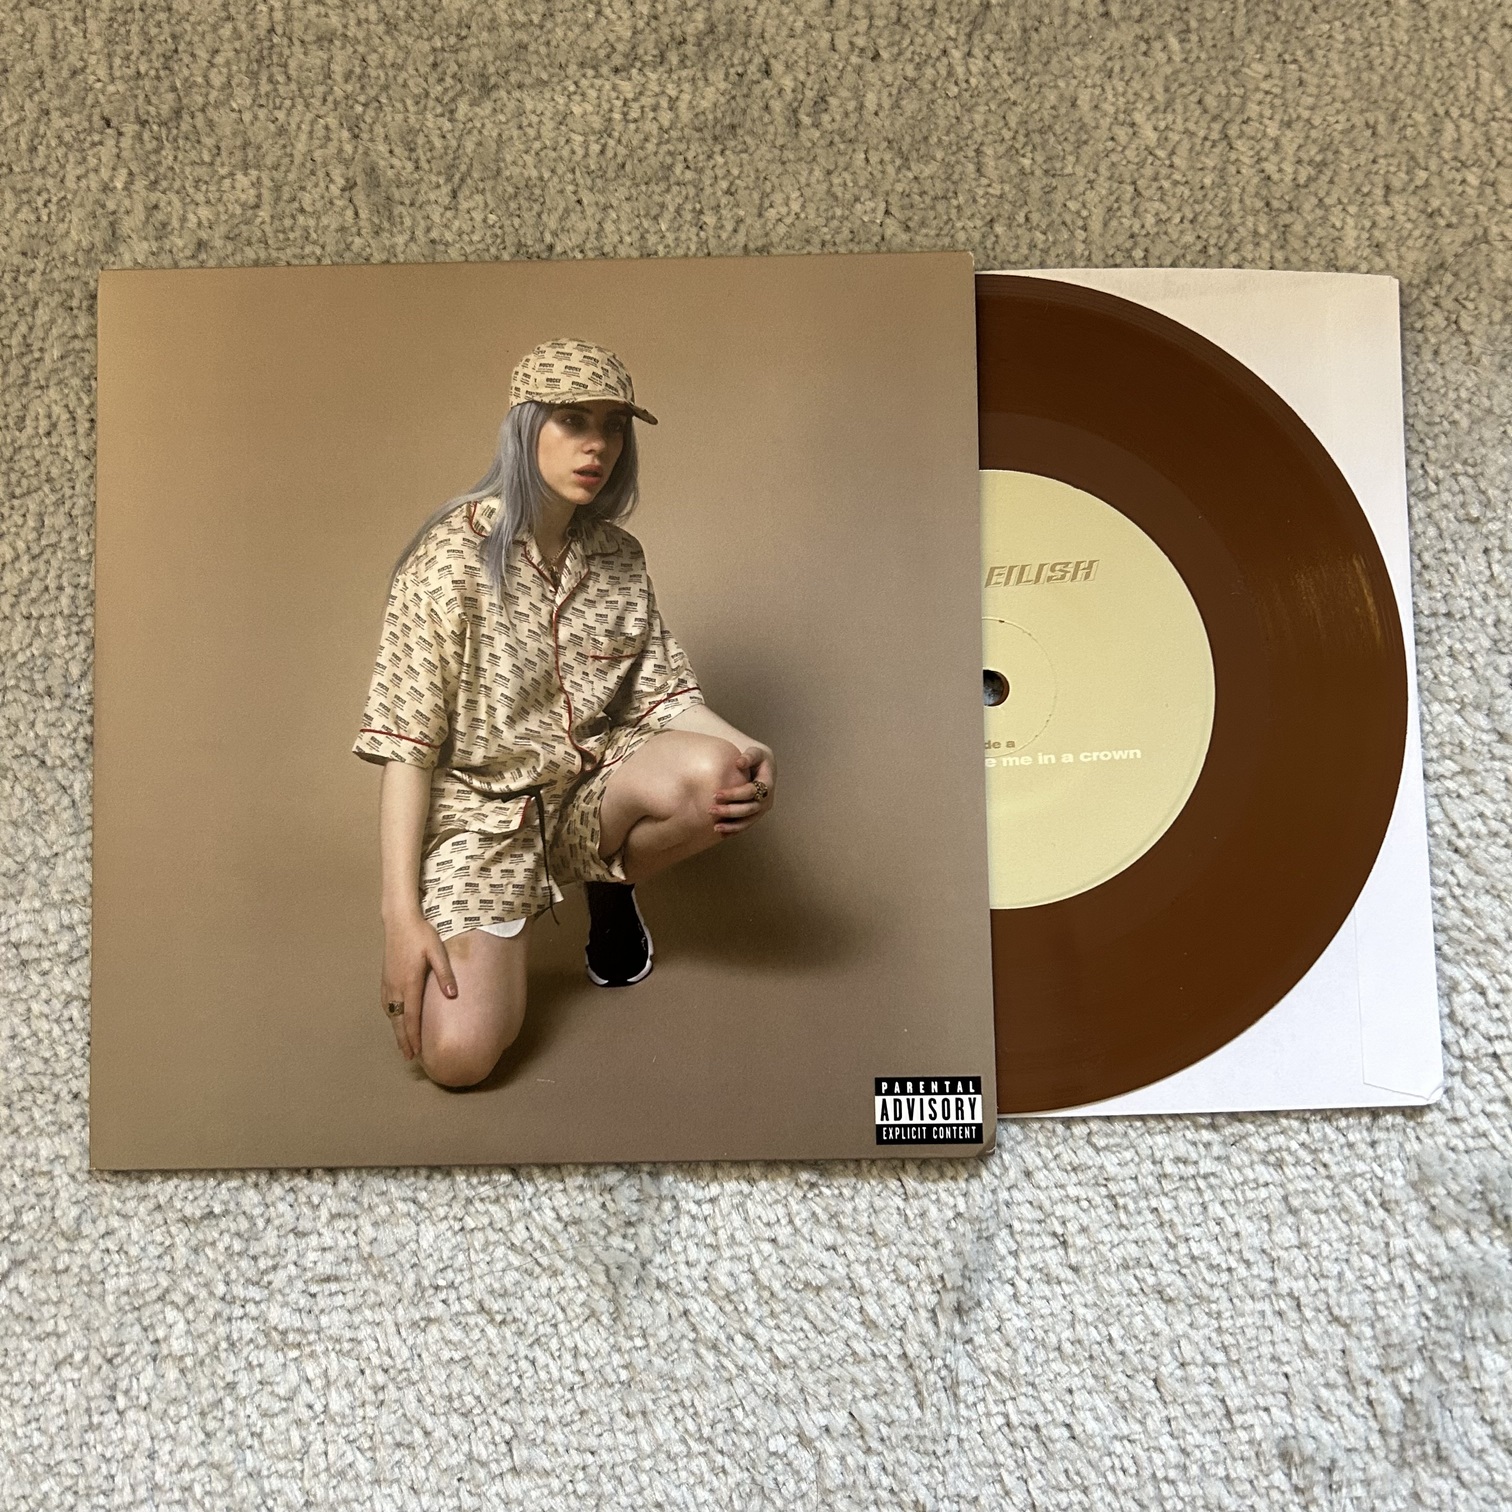 EILISH
de a
e me in a crown
PARENTAL
ADVISORY
EXPLICIT CONTENT